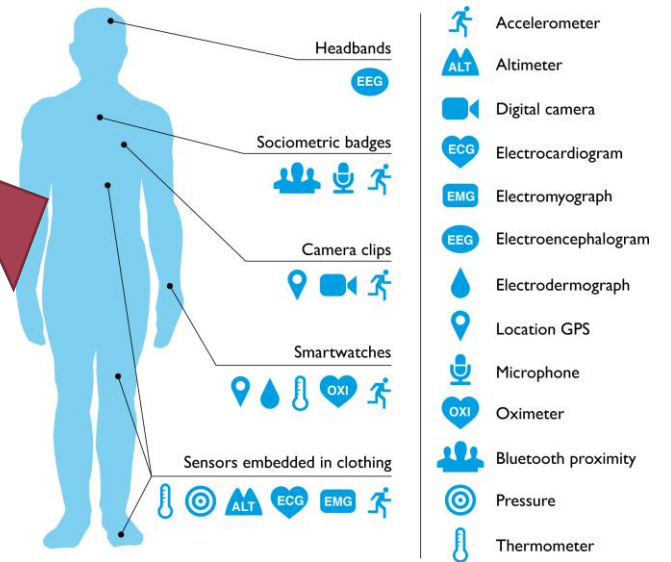 Headbands
EEG
Sociometric badges
Camera clips
Smartwatches
OXI
Sensors embedded in clothing
ALT
ECG
EMG
Accelerometer
ALT
Altimeter
Digital camera
ECG
Electrocardiogram
EMG
Electromyograph
EEG
Electroencephalogram
Electrodermograph
Location GPS
Microphone
OXI
Oximeter
Bluetooth proximity
Pressure
Thermometer